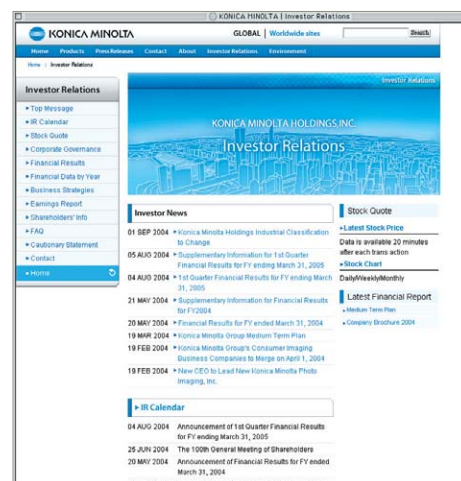 KONICA MINOLTA | Investor Relations
KONICA MINOLTA
GLOBAL | Worldwide sites
Search
Home Products Press Releases Contact About Investor Relations Environment
Home Investor Relations
Investor Relations
Top Message
IR Calendar
Stock Quote
Corporate Governance
Financial Results
Financial Data by Year
Business Strategies
Earnings Report
Shareholders' Info
FAQ
Cautionary Statement
Contact
Home
Investor Relations
KONICA MINOLTA HOLDINGS, INC.
Investor Relations
Investor News
01 SEP 2004 Konica Minolta Holdings Industrial Classification
to Change
05 AUG 2004 Supplementary Information for 1st Quarter
Financial Results for FY ending March 31, 2005
04 AUG 2004 1st Quarter Financial Results for FY ending March
31, 2005
21 MAY 2004 Supplementary Information for Financial Results
for FY2004
20 MAY 2004 Financial Results for FY ended March 31, 2004
19 MAR 2004 Konica Minolta Group Medium Term Plan
19 FEB 2004 Konica Minolta Group's Consumer Imaging
Business Companies to Merge on April 1, 2004
19 FEB 2004 New CEO to Lead New Konica Minolta Photo
Imaging, Inc.
IR Calendar
04 AUG 2004 Announcement of 1st Quarter Financial Results
for FY ending March 31, 2005
25 JUN 2004 The 100th General Meeting of Shareholders
20 MAY 2004 Announcement of Financial Results for FY ended
March 31, 2004
Stock Quote
Latest Stock Price
Data is available 20 minutes
after each trans action
Stock Chart
Daily/Weekly/Monthly
Latest Financial Report
Medium Term Plan
Company Brochure 2004